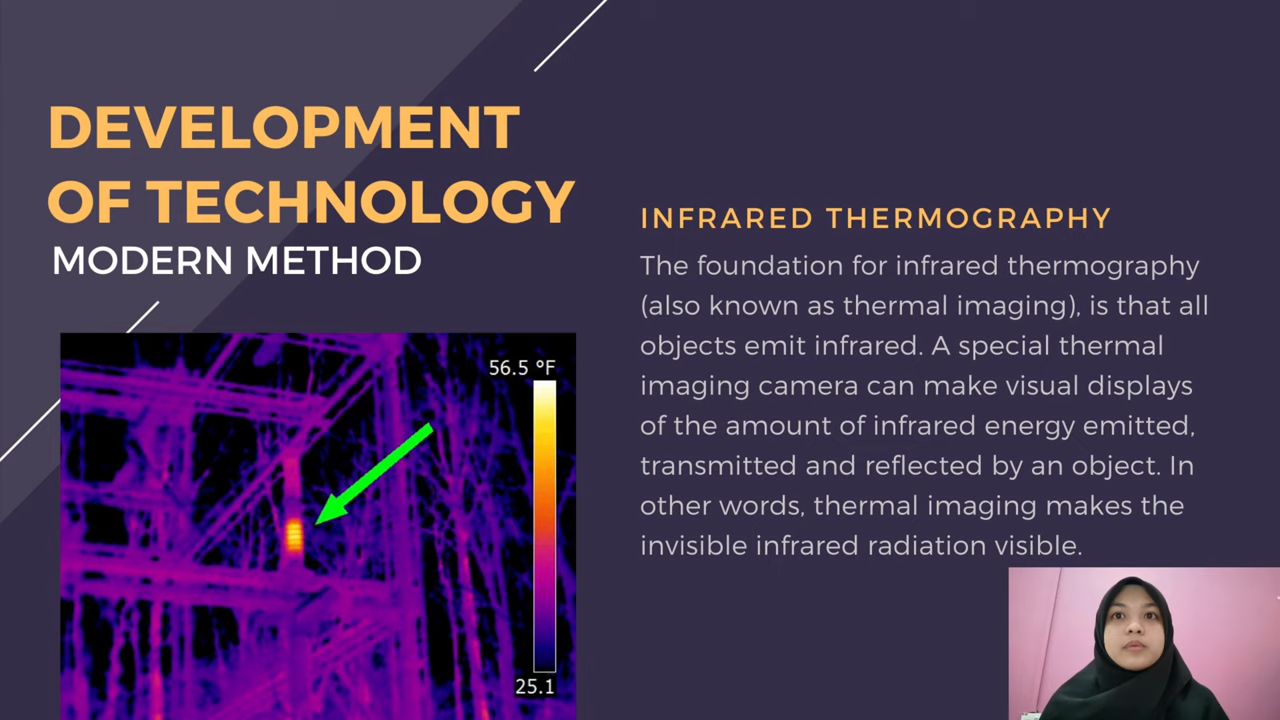 DEVELOPMENT
OF TECHNOLOGY
MODERN METHOD
56.5 °F
25.1
INFRARED THERMOGRAPHY
The foundation for infrared thermography
(also known as thermal imaging), is that all
objects emit infrared. A special thermal
imaging camera can make visual displays
of the amount of infrared energy emitted,
transmitted and reflected by an object. In
other words, thermal imaging makes the
invisible infrared radiation visible.